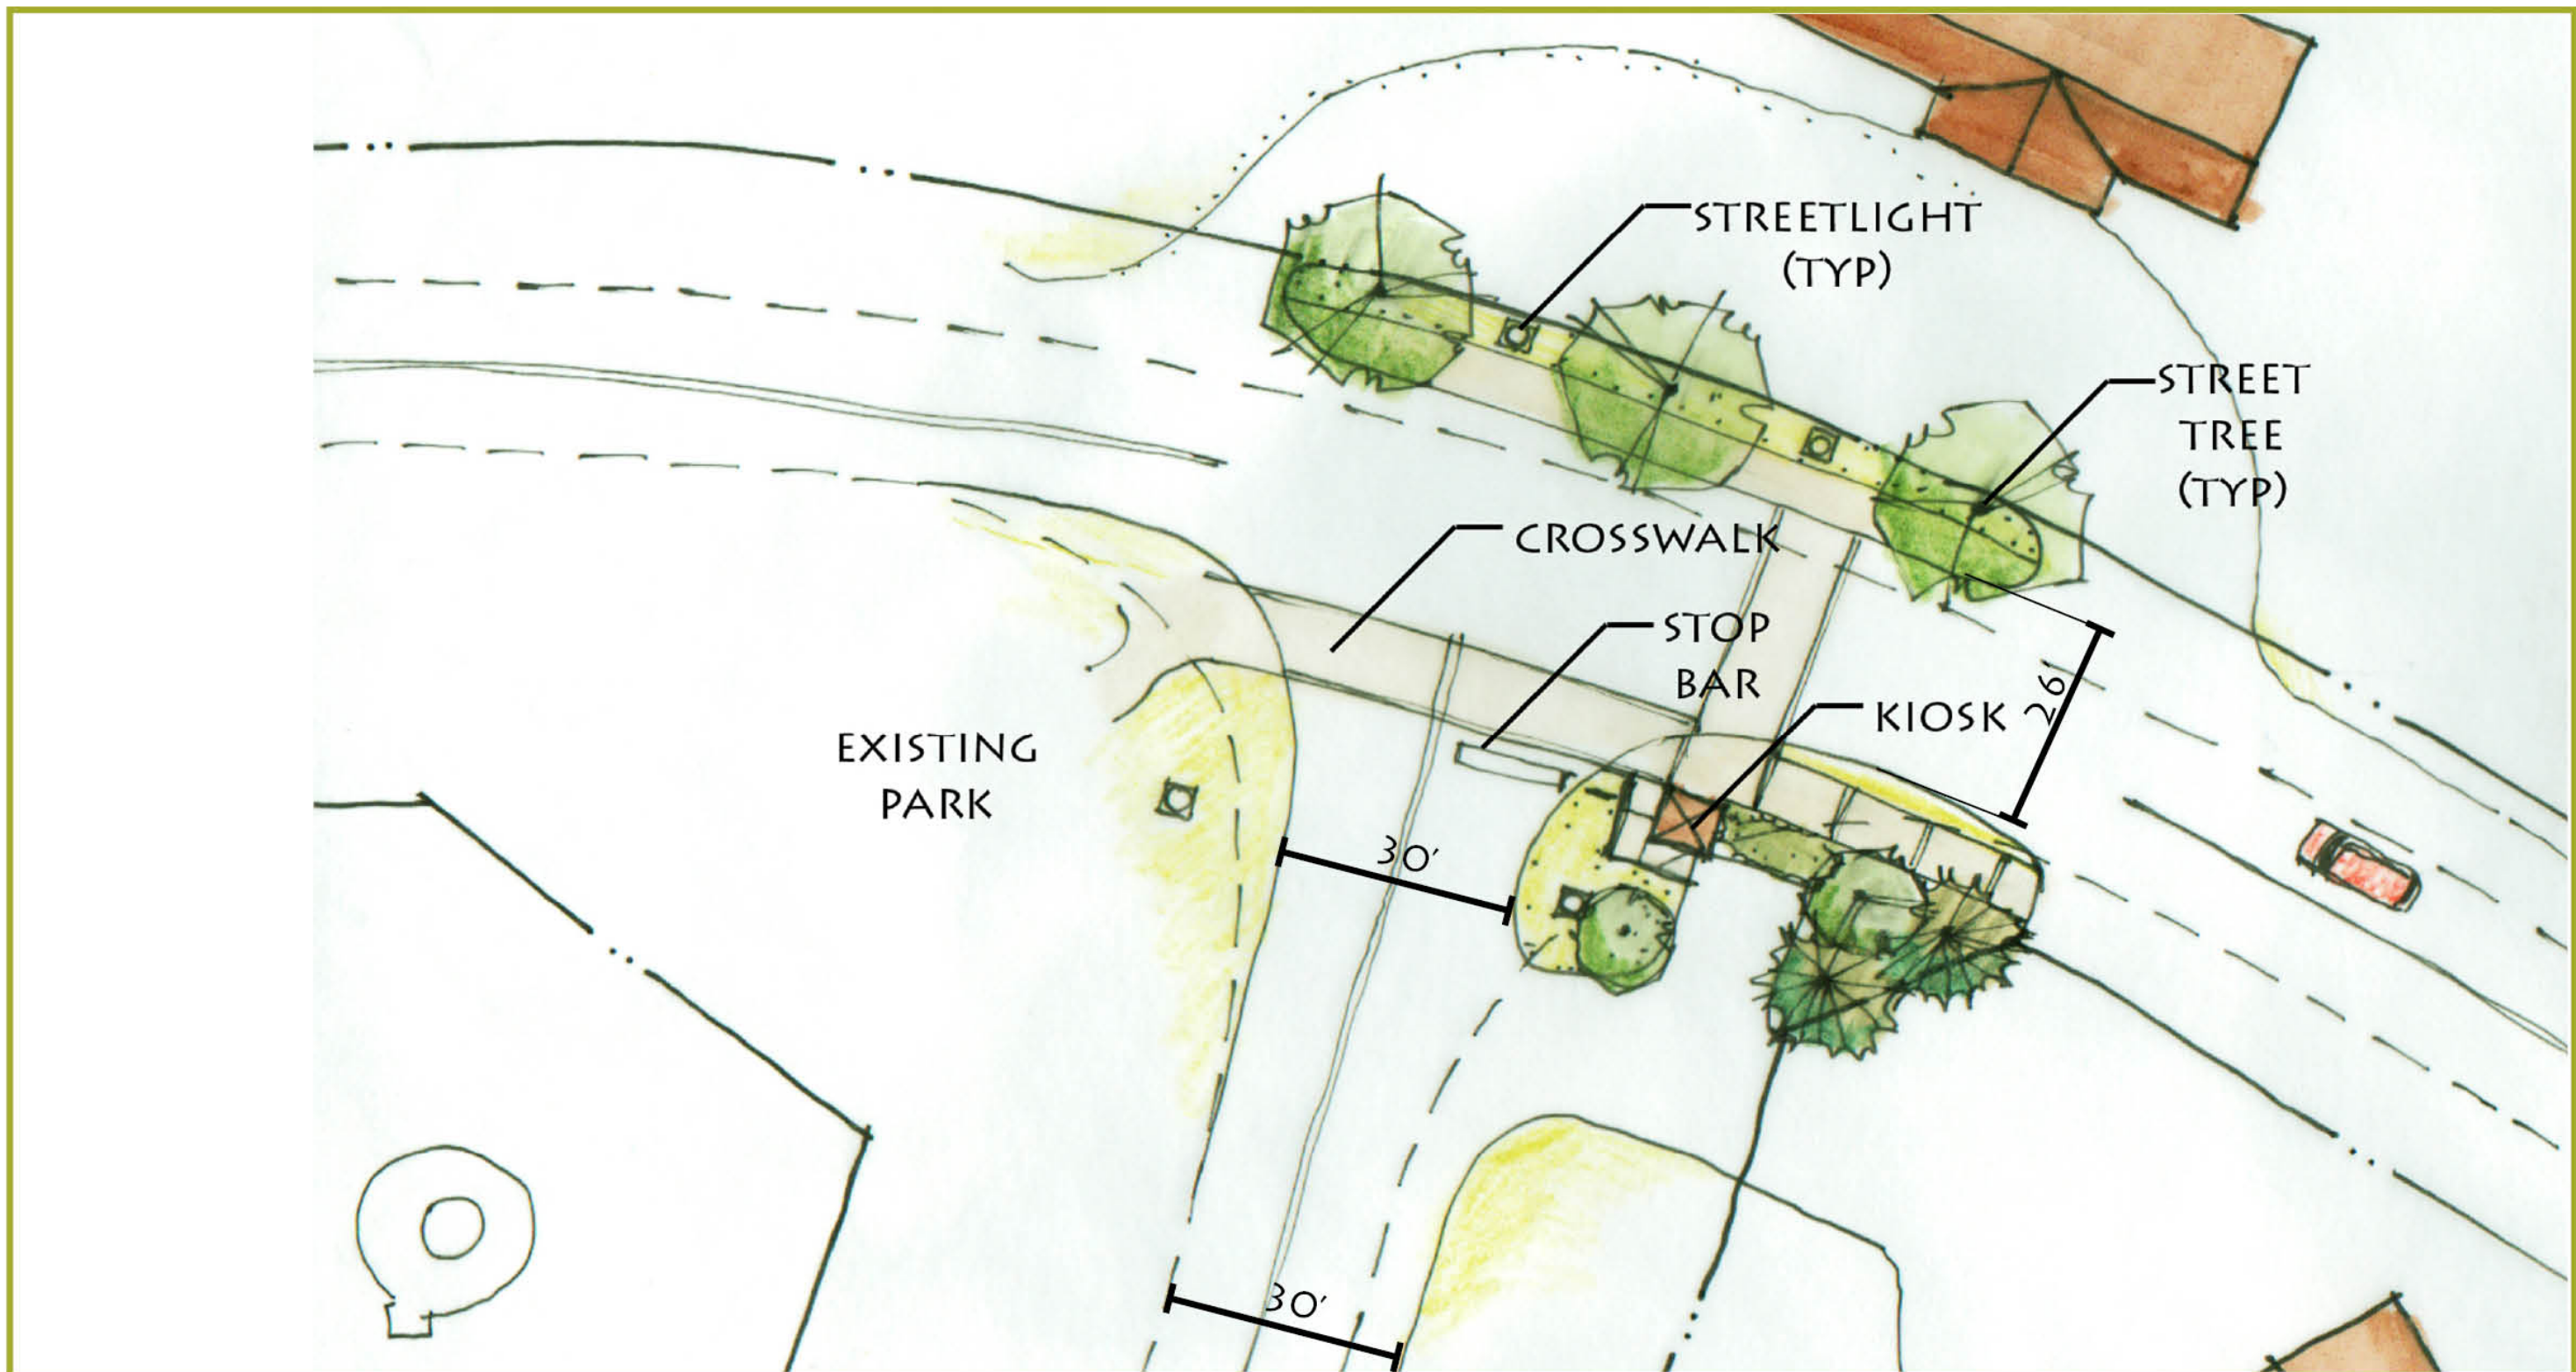 STREETLIGHT
(TYP)
STREET
TREE
(TYP)
CROSSWALK
STOP
BAR
KIOSK
26'
EXISTING
PARK
30'
30'